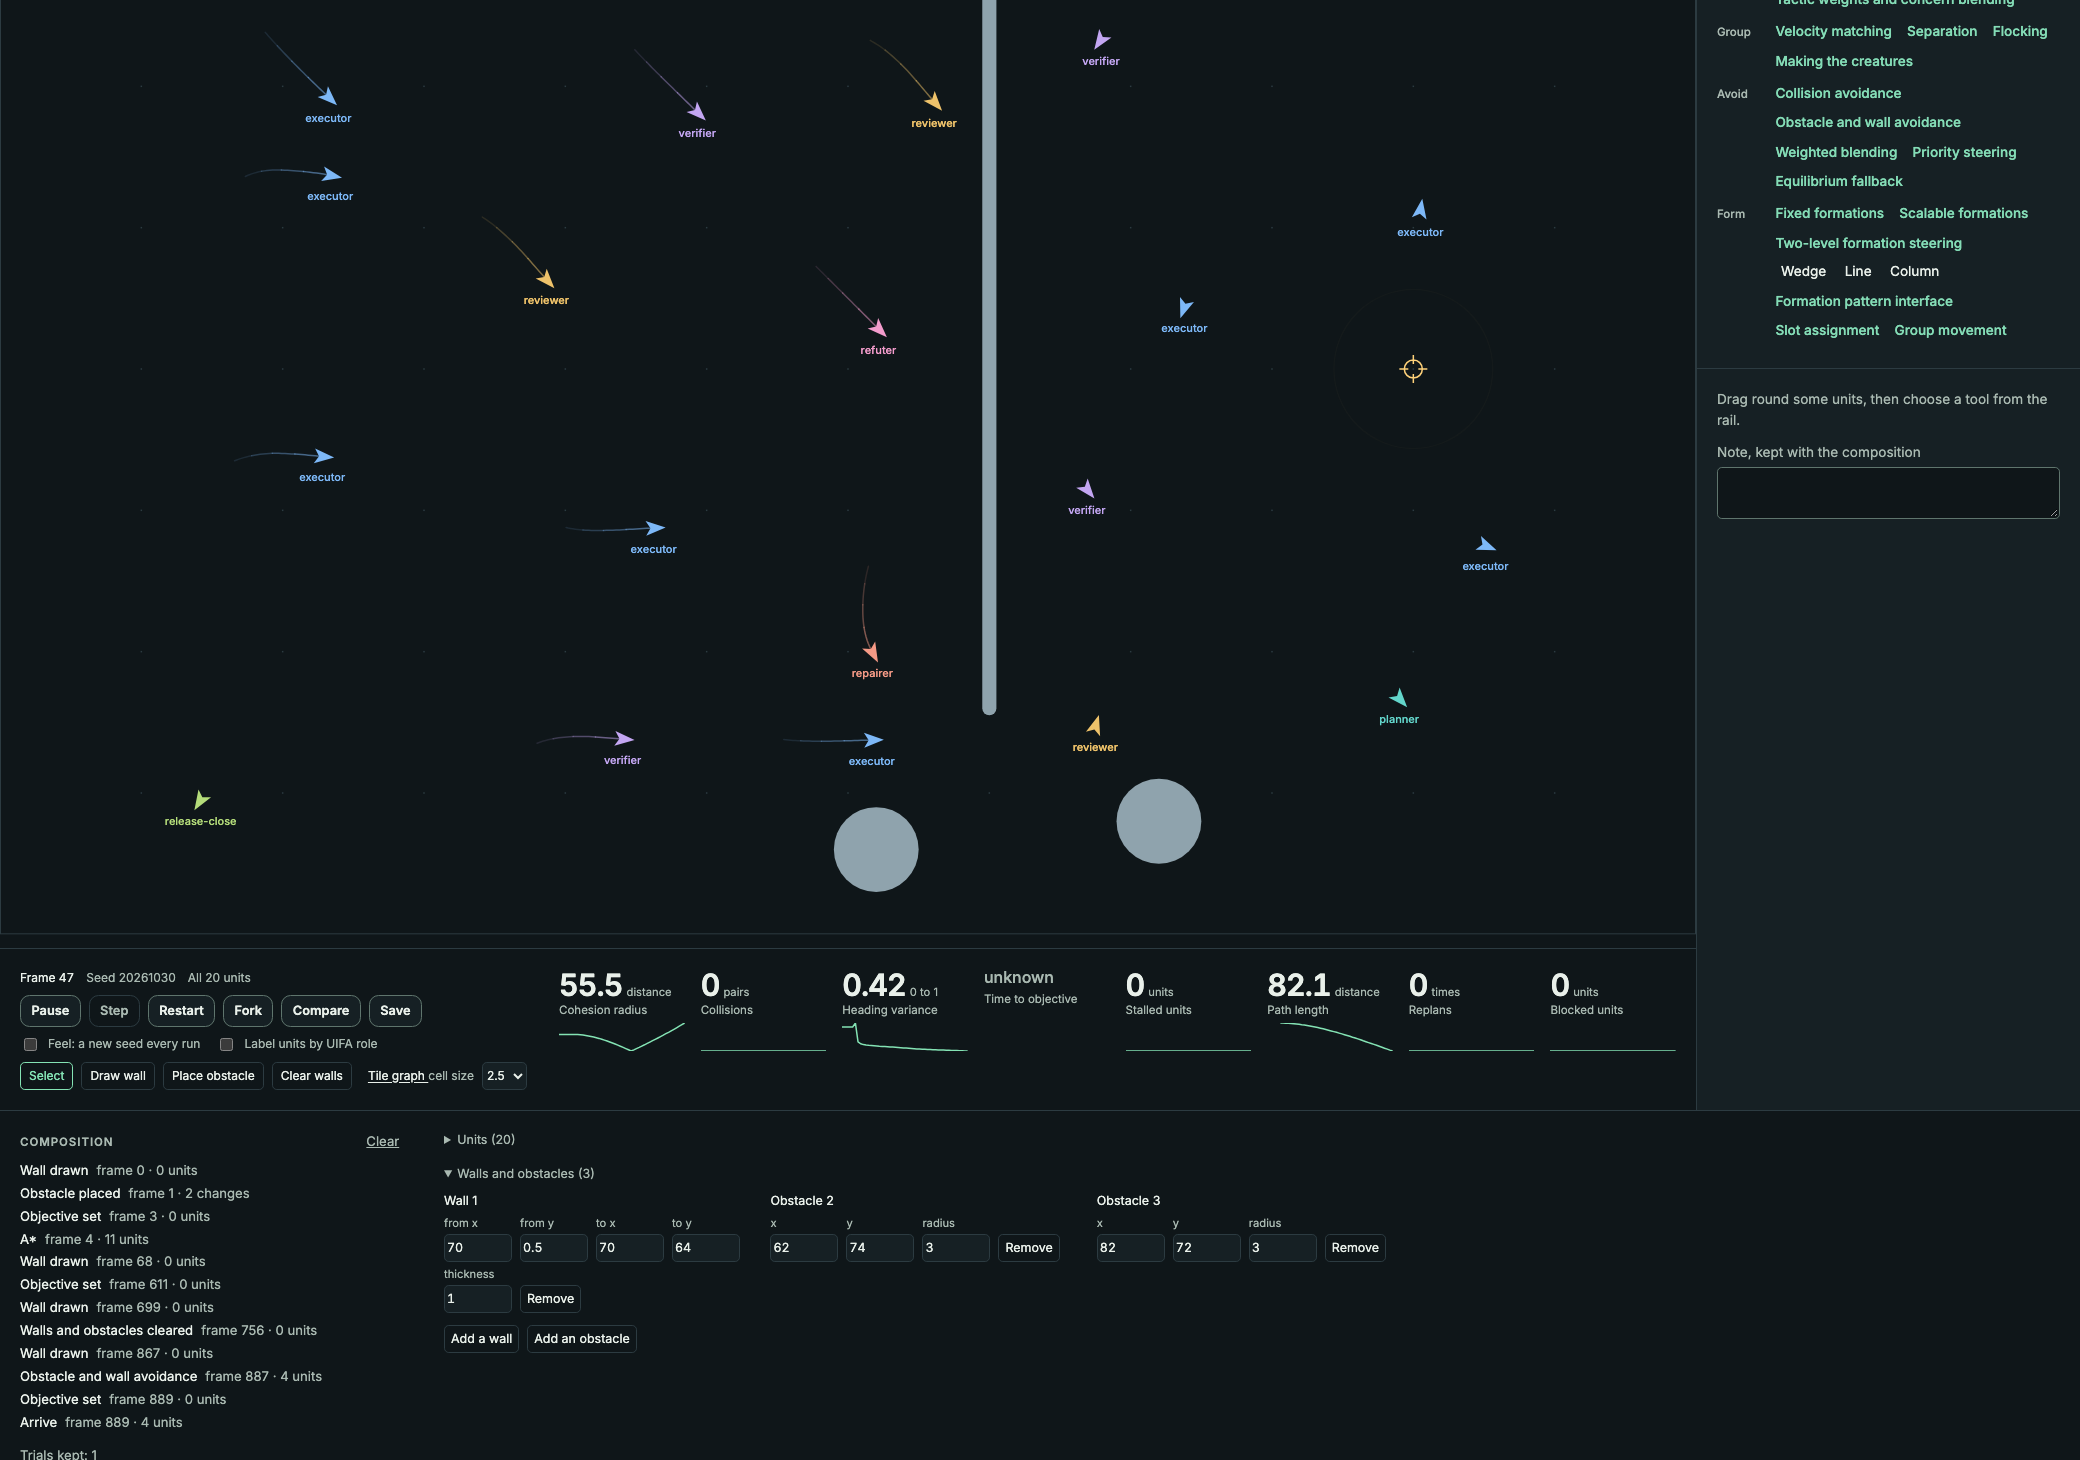 Tactic weights and concern blending
Group Velocity matching Separation Flocking
Making the creatures
Avoid Collision avoidance
Obstacle and wall avoidance
Weighted blending Priority steering
Equilibrium fallback
Form Fixed formations Scalable formations
Two-level formation steering
Wedge Line Column
Formation pattern interface
Slot assignment Group movement
Drag round some units, then choose a tool from the
rail.
Note, kept with the composition
verifier
executor
verifier
reviewer
executor
executor
reviewer
executor
refuter
executor
verifier
executor
executor
repairer
planner
reviewer
verifier
executor
release-close
Frame 47 Seed 20261030 All 20 units
Pause Step Restart Fork Compare Save
Feel: a new seed every run Label units by UIFA role
Select Draw wall Place obstacle Clear walls Tile graph cell size 2.5
55.5 distance
Cohesion radius
0 pairs
Collisions
0.42 0 to 1
Heading variance
unknown
Time to objective
0 units
Stalled units
82.1 distance
Path length
0 times
Replans
0 units
Blocked units
COMPOSITION Clear
Wall drawn frame 0 · 0 units
Obstacle placed frame 1 · 2 changes
Objective set frame 3 · 0 units
A* frame 4 · 11 units
Wall drawn frame 68 · 0 units
Objective set frame 611 · 0 units
Wall drawn frame 699 · 0 units
Walls and obstacles cleared frame 756 · 0 units
Wall drawn frame 867 · 0 units
Obstacle and wall avoidance frame 887 · 4 units
Objective set frame 889 · 0 units
Arrive frame 889 · 4 units
Trials kept: 1
Units (20)
Walls and obstacles (3)
Wall 1
from x from y to x to y
70 0.5 70 64
thickness
1 Remove
Obstacle 2
x y radius
62 74 3 Remove
Obstacle 3
x y radius
82 72 3 Remove
Add a wall Add an obstacle